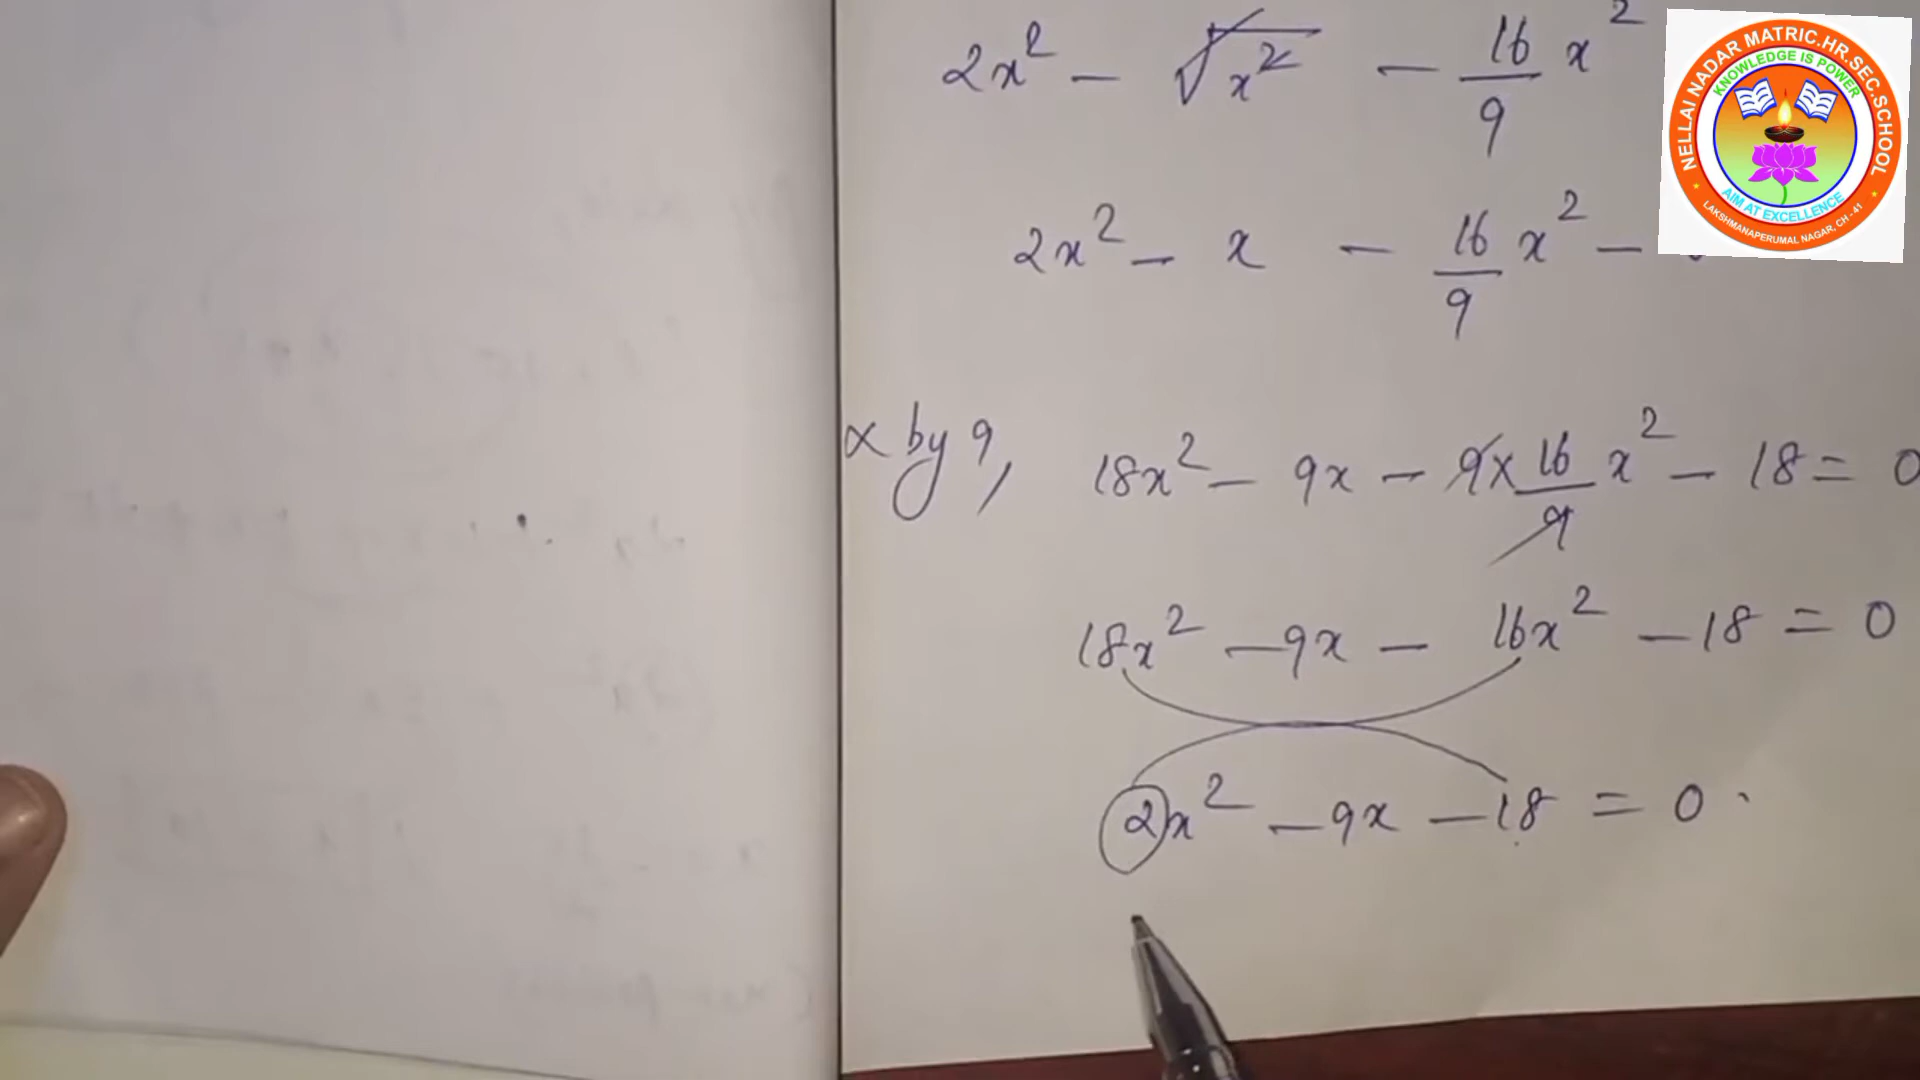 2x² - √x² - 16/9 x²
2x² - x - 16/9 x² -
x by 9, 18x² - 9x - 9x 16/9 x² - 18 = 0
18x² - 9x - 16x² - 18 = 0
2x² - 9x - 18 = 0
NELLAI NADAR MATRIC.HR.SEC.SCHOOL
KNOWLEDGE IS POWER
AIM AT EXCELLENCE
LAKSHMANAPERUMAL NAGAR, CH - 41